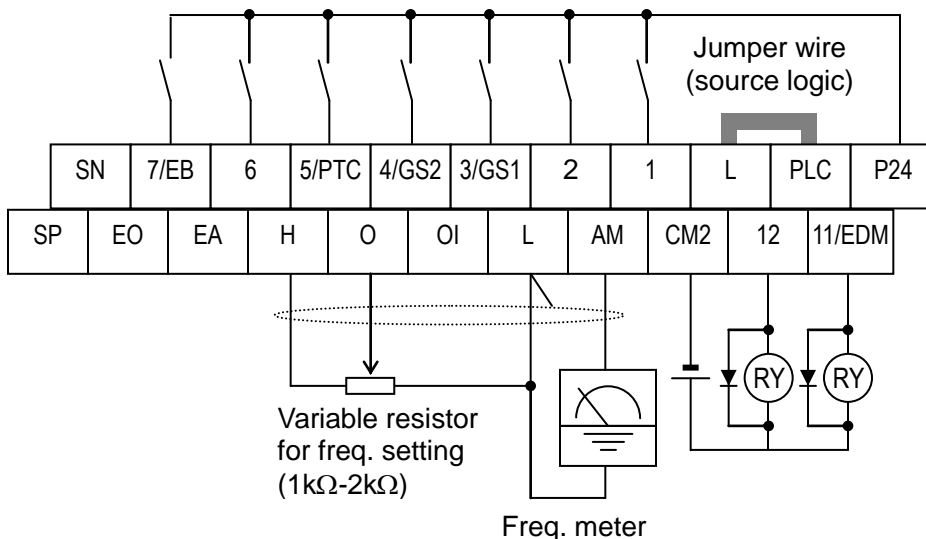 Jumper wire
(source logic)
SN 7/EB 6 5/PTC 4/GS2 3/GS1 2 1 L PLC P24
SP EO EA H O OI L AM CM2 12 11/EDM
RY RY
Variable resistor
for freq. setting
(1kΩ-2kΩ)
Freq. meter